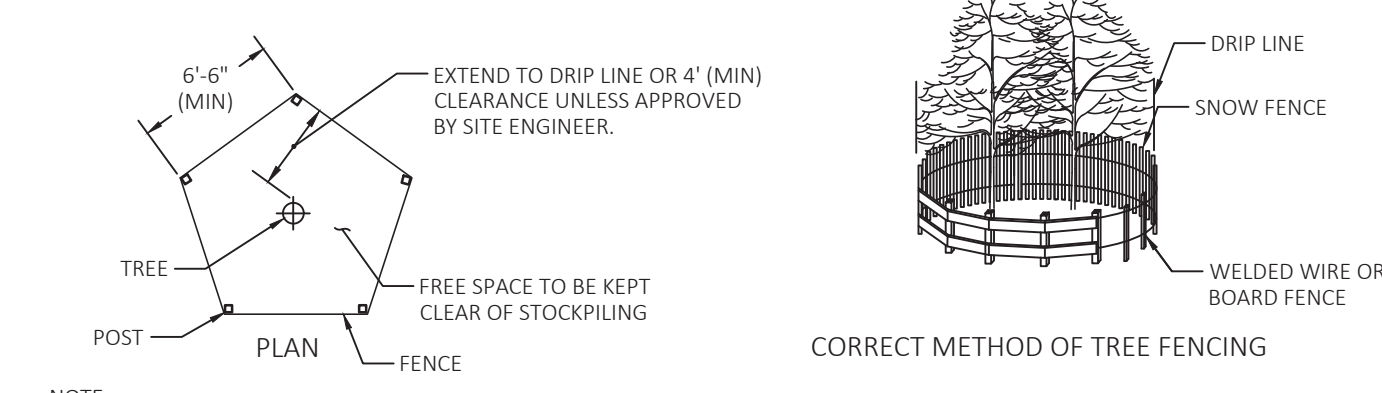 6'-6"
(MIN)
EXTEND TO DRIP LINE OR 4' (MIN)
CLEARANCE UNLESS APPROVED
BY SITE ENGINEER.
TREE
FREE SPACE TO BE KEPT
CLEAR OF STOCKPILING
POST
PLAN
FENCE
DRIP LINE
SNOW FENCE
WELDED WIRE OR
BOARD FENCE
CORRECT METHOD OF TREE FENCING
NOTE